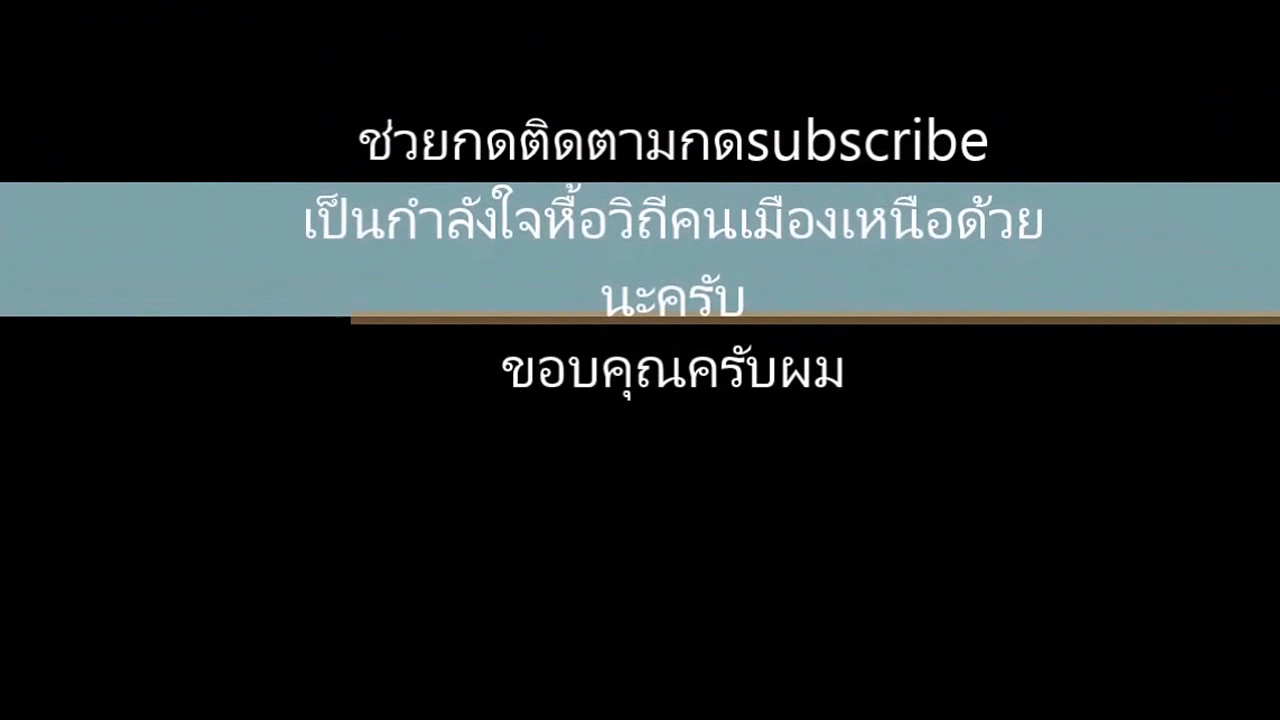 ช่วยกดติดตามกดsubscribe
เป็นกำลังใจหื้อวิถีคนเมืองเหนือด้วย
นะครับ
ขอบคุณครับผม